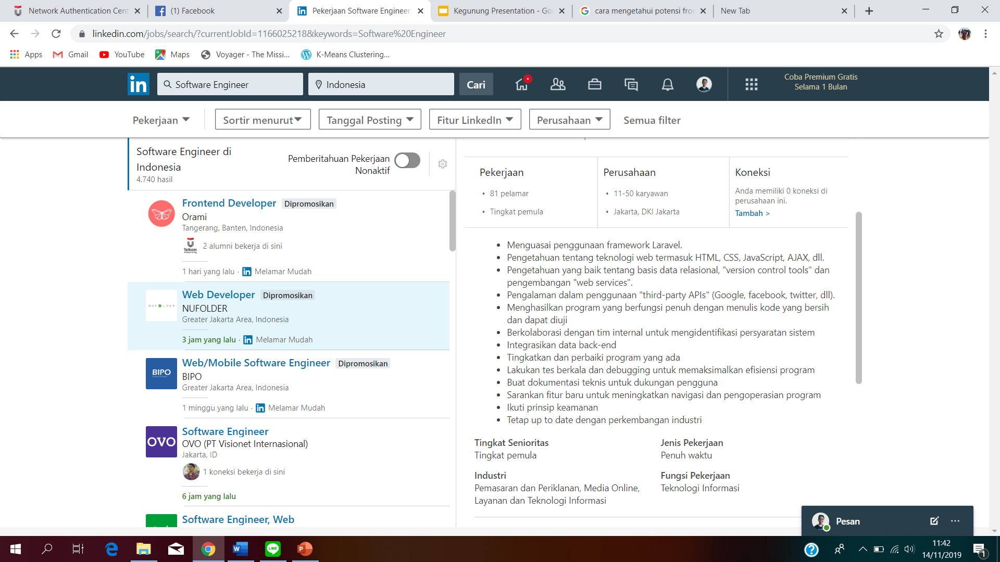 Network Authentication Cent
(1) Facebook
Pekerjaan Software Engineer
Kegunung Presentation - Go
cara mengetahui potensi fron
New Tab
linkedin.com/jobs/search/?currentJobId=1166025218&keywords=Software%20Engineer
Apps
Gmail
YouTube
Maps
Voyager - The Missi...
K-Means Clustering...
in
Software Engineer
Indonesia
Cari
Coba Premium Gratis
Selama 1 Bulan
Pekerjaan
Sortir menurut
Tanggal Posting
Fitur LinkedIn
Perusahaan
Semua filter
Software Engineer di
Indonesia
4.740 hasil
Pemberitahuan Pekerjaan
Nonaktif
Frontend Developer Dipromosikan
Orami
Tangerang, Banten, Indonesia
Telkom
University
2 alumni bekerja di sini
1 hari yang lalu · in Melamar Mudah
NUFOLDER
Web Developer Dipromosikan
NUFOLDER
Greater Jakarta Area, Indonesia
3 jam yang lalu · in Melamar Mudah
BIPO
Web/Mobile Software Engineer Dipromosikan
BIPO
Greater Jakarta Area, Indonesia
1 minggu yang lalu · in Melamar Mudah
OVO
Software Engineer
OVO (PT Visionet Internasional)
Jakarta, ID
1 koneksi bekerja di sini
6 jam yang lalu
Software Engineer, Web
Pekerjaan
• 81 pelamar
• Tingkat pemula
Perusahaan
• 11-50 karyawan
• Jakarta, DKI Jakarta
Koneksi
Anda memiliki 0 koneksi di
perusahaan ini.
Tambah >
• Menguasai penggunaan framework Laravel.
• Pengetahuan tentang teknologi web termasuk HTML, CSS, JavaScript, AJAX, dll.
• Pengetahuan yang baik tentang basis data relasional, "version control tools" dan
pengembangan "web services".
• Pengalaman dalam penggunaan "third-party APIs" (Google, facebook, twitter, dll).
• Menghasilkan program yang berfungsi penuh dengan menulis kode yang bersih
dan dapat diuji
• Berkolaborasi dengan tim internal untuk mengidentifikasi persyaratan sistem
• Integrasikan data back-end
• Tingkatkan dan perbaiki program yang ada
• Lakukan tes berkala dan debugging untuk memaksimalkan efisiensi program
• Buat dokumentasi teknis untuk dukungan pengguna
• Sarankan fitur baru untuk meningkatkan navigasi dan pengoperasian program
• Ikuti prinsip keamanan
• Tetap up to date dengan perkembangan industri
Tingkat Senioritas
Tingkat pemula
Jenis Pekerjaan
Penuh waktu
Industri
Pemasaran dan Periklanan, Media Online,
Layanan dan Teknologi Informasi
Fungsi Pekerjaan
Teknologi Informasi
Pesan
11:42
14/11/2019
1